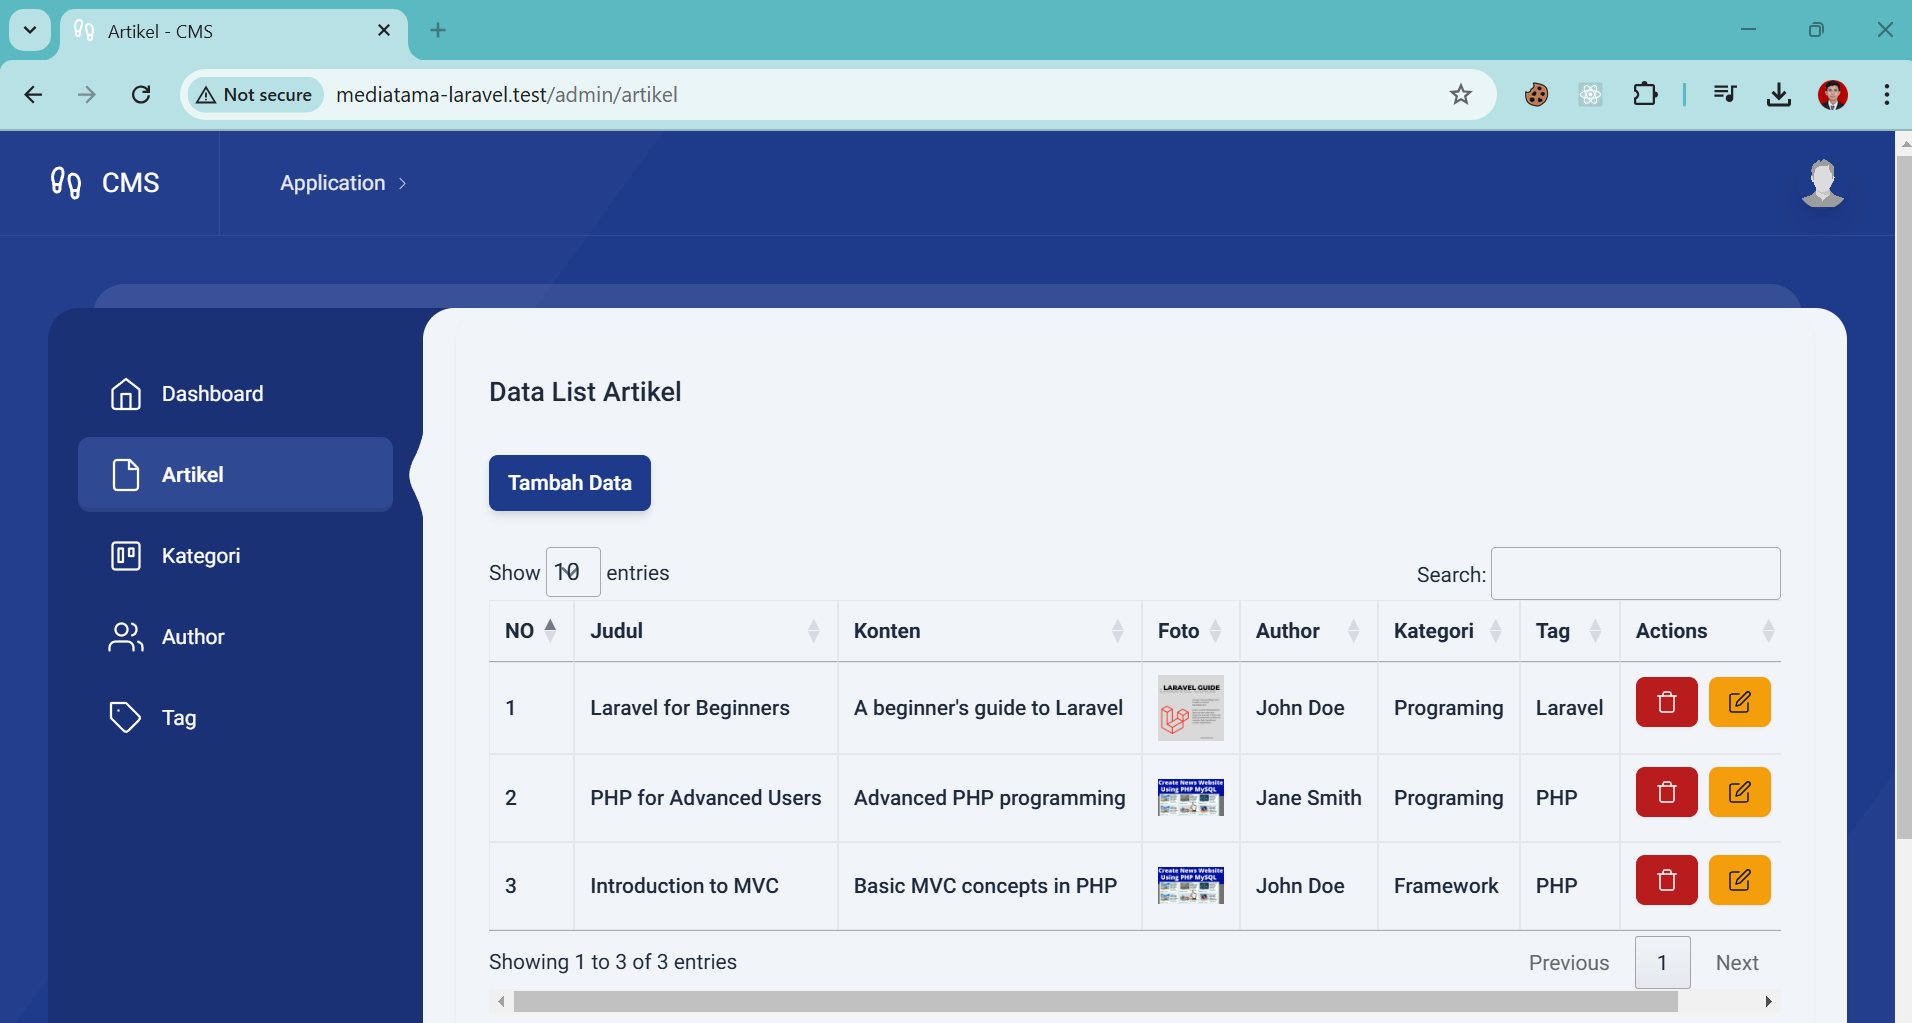 Artikel - CMS
Not secure
mediatama-laravel.test/admin/artikel
CMS
Application
Dashboard
Artikel
Kategori
Author
Tag
Data List Artikel
Tambah Data
Show 10 entries
Search:
NO Judul Konten Foto Author Kategori Tag Actions
1 Laravel for Beginners A beginner's guide to Laravel LARAVEL GUIDE John Doe Programing Laravel
2 PHP for Advanced Users Advanced PHP programming Create News Website Using PHP MySQL Jane Smith Programing PHP
3 Introduction to MVC Basic MVC concepts in PHP Create News Website Using PHP MySQL John Doe Framework PHP
Showing 1 to 3 of 3 entries
Previous 1 Next